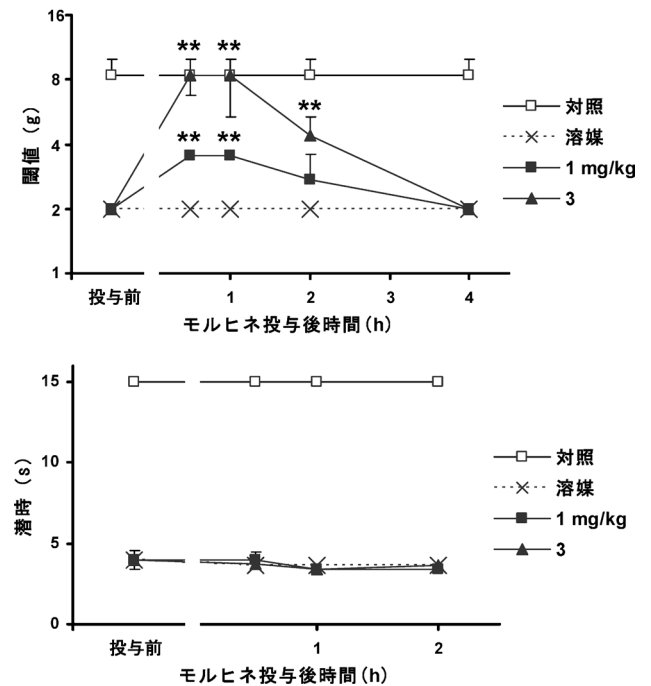 16
8
4
2
1
閾値（g）
** **
**
** **
対照
溶媒
1 mg/kg
3
投与前 1 2 3 4
モルヒネ投与後時間（h）
15
10
5
0
潜時（s）
対照
溶媒
1 mg/kg
3
投与前 1 2
モルヒネ投与後時間（h）